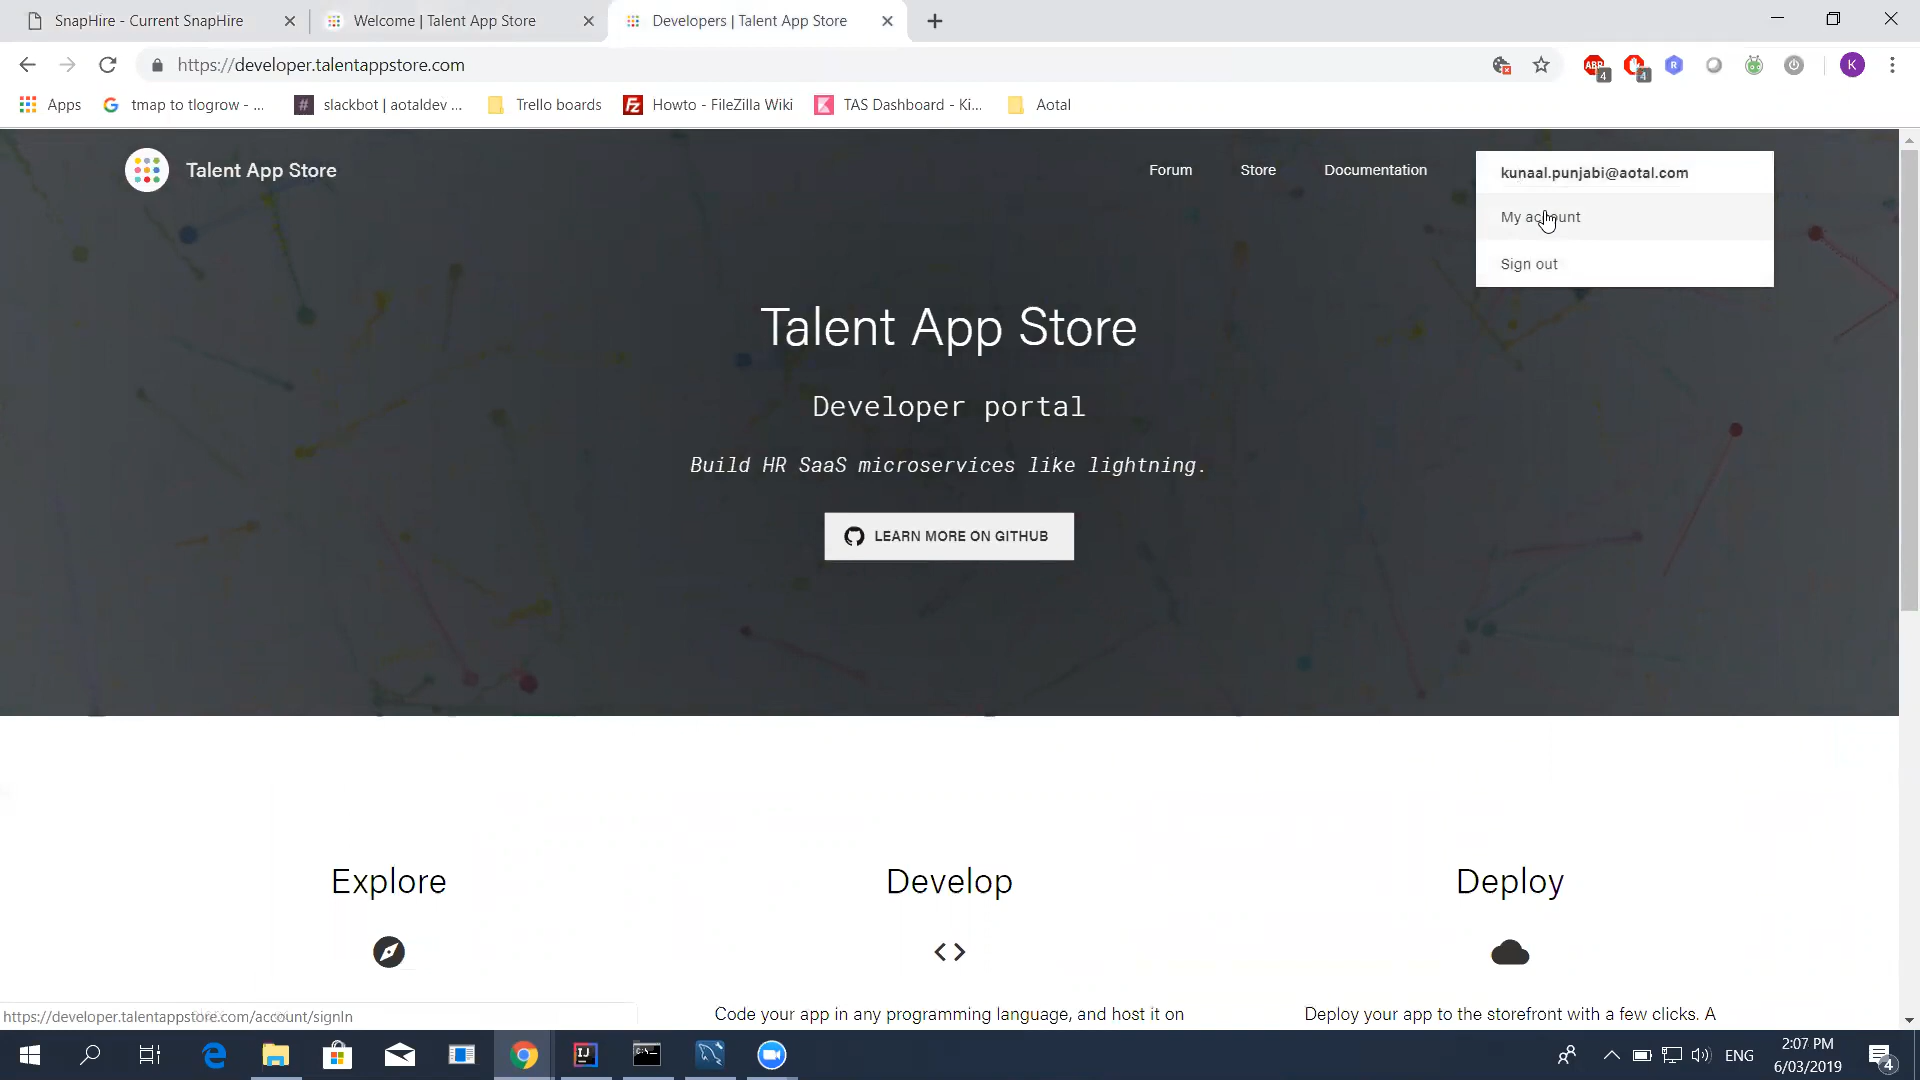 SnapHire - Current SnapHire
Welcome | Talent App Store
Developers | Talent App Store
https://developer.talentappstore.com
ABP
4
4
R
K
Apps
tmap to tlogrow - ...
slackbot | aotaldev ...
Trello boards
Howto - FileZilla Wiki
TAS Dashboard - Ki...
Aotal
Talent App Store
Forum
Store
Documentation
kunaal.punjabi@aotal.com
My account
Sign out
Talent App Store
Developer portal
Build HR SaaS microservices like lightning.
LEARN MORE ON GITHUB
Explore
Develop
Deploy
Code your app in any programming language, and host it on
Deploy your app to the storefront with a few clicks. A
https://developer.talentappstore.com/account/signIn
ENG
2:07 PM
6/03/2019
4